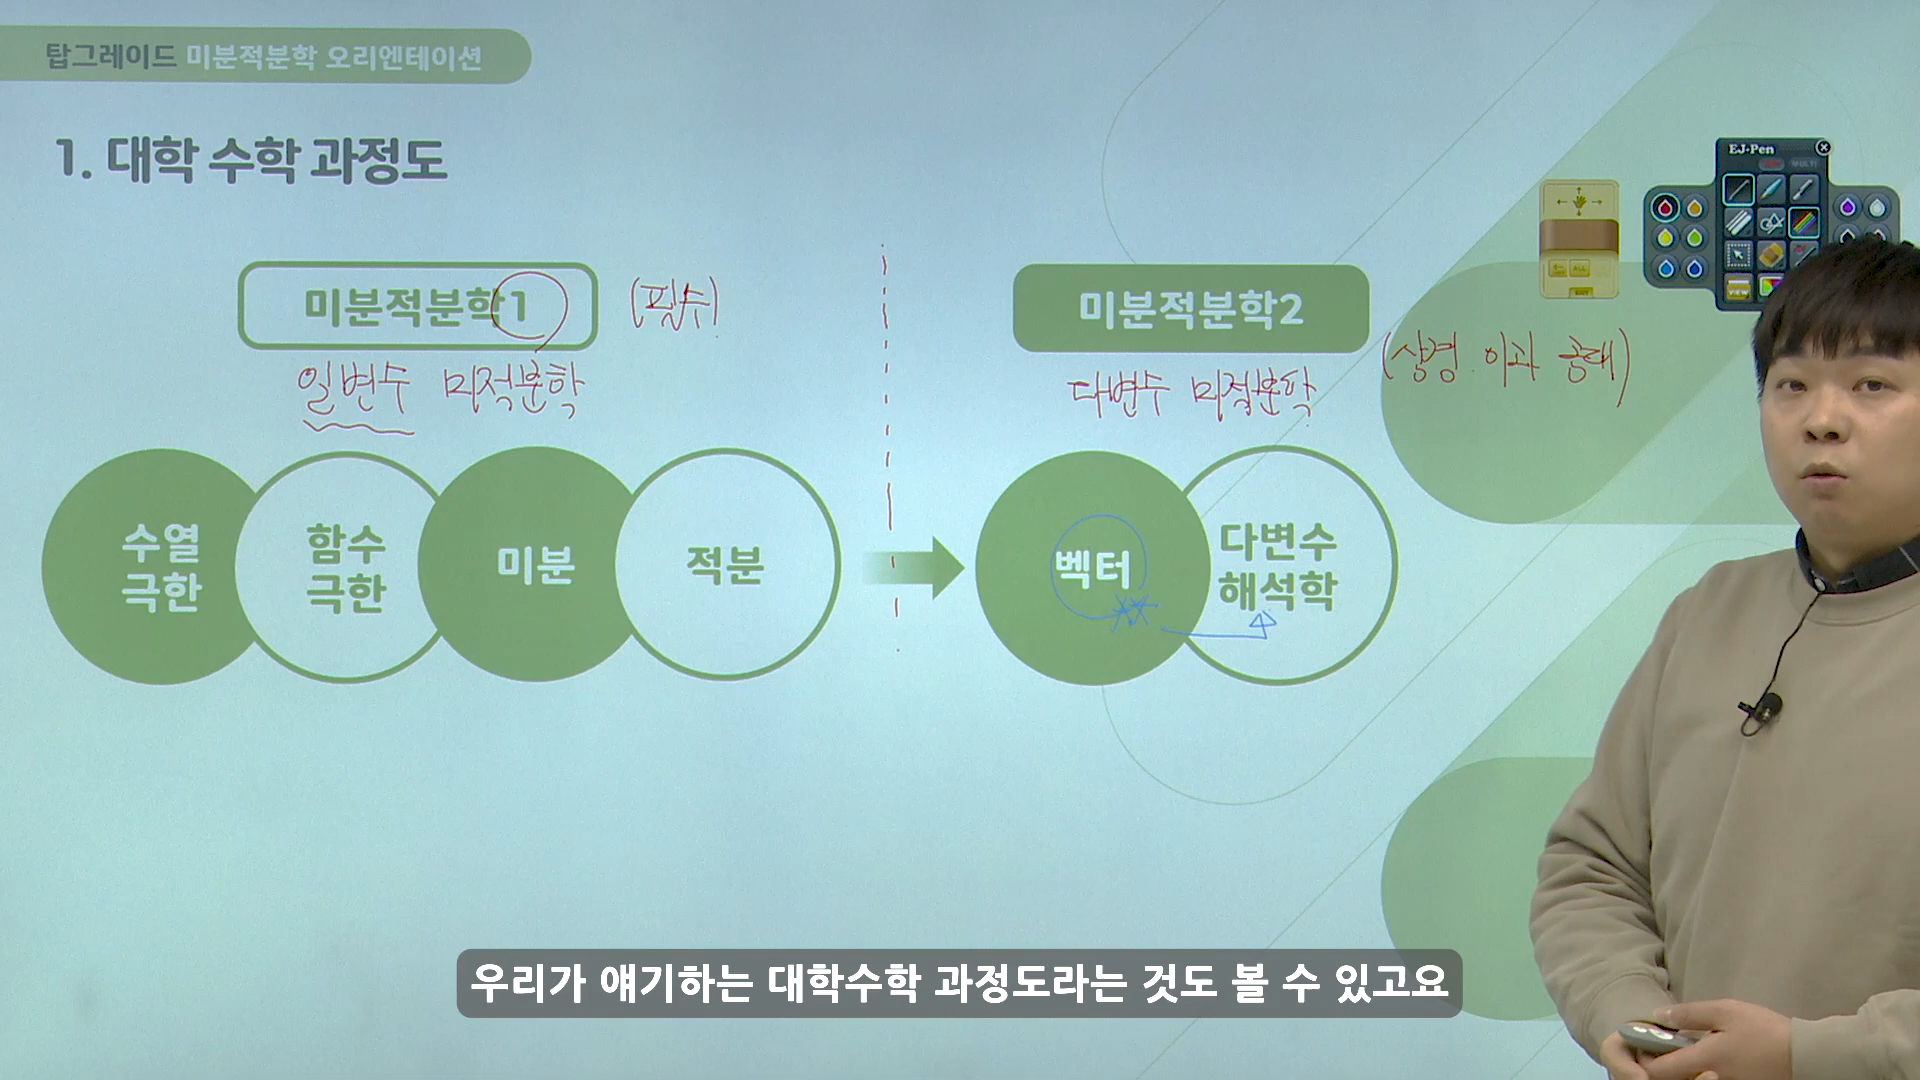 탑그레이드 미분적분학 오리엔테이션
1. 대학 수학 과정도
EJ-Pen
MULTI
미분적분학1
(필수)
미분적분학2
(상경. 이과 공대)
일변수 미적분학
다변수 미적분학
ALL
VIEW
수열
극한
함수
극한
미분
적분
벡터
다변수
해석학
우리가 얘기하는 대학수학 과정도라는 것도 볼 수 있고요